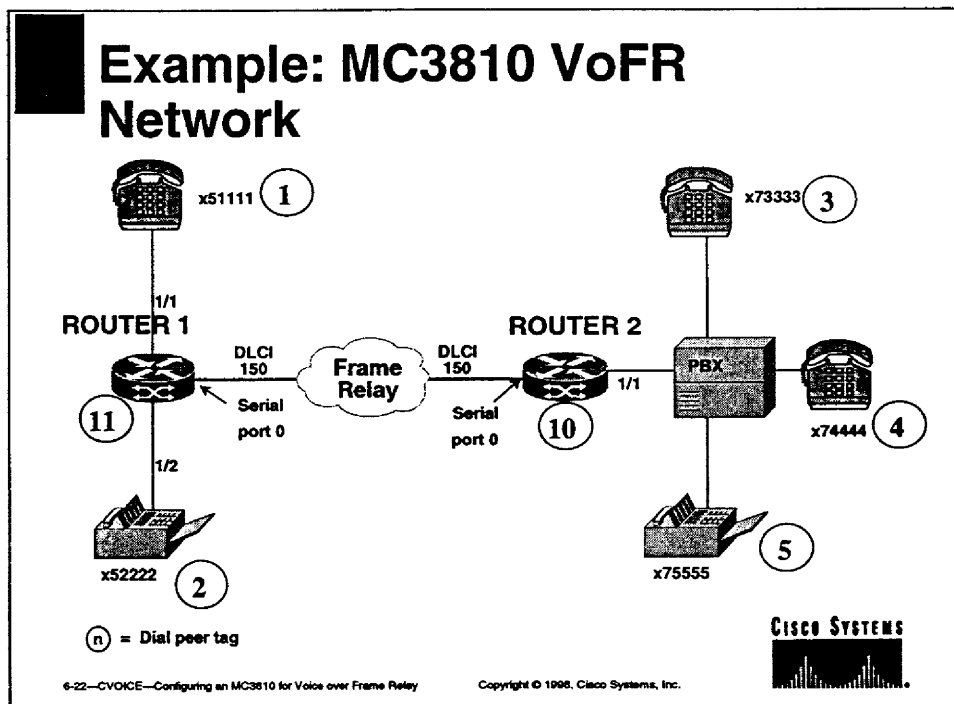 Example: MC3810 VoFR
Network
x51111
1
x73333
3
1/1
ROUTER 1
ROUTER 2
DLCI
150
Frame
Relay
DLCI
150
1/1
PBX
11
Serial
port 0
Serial
port 0
10
x74444
4
1/2
x52222
2
x75555
5
n = Dial peer tag
CISCO SYSTEMS
6-22—CVOICE—Configuring an MC3810 for Voice over Frame Relay
Copyright © 1998, Cisco Systems, Inc.